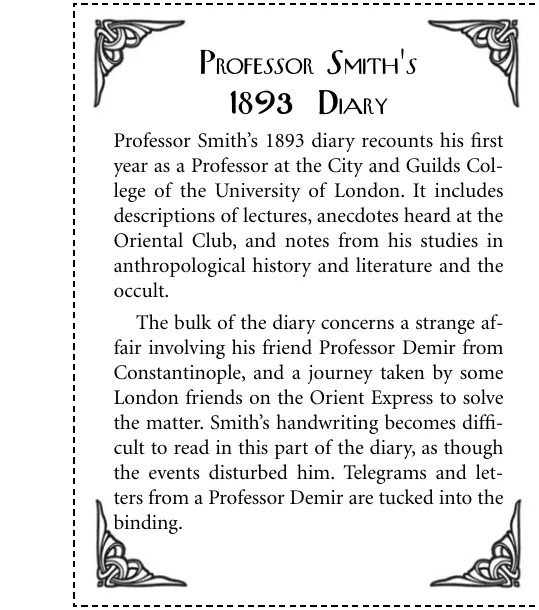 Professor Smith's
1893 Diary
Professor Smith’s 1893 diary recounts his first
year as a Professor at the City and Guilds Col-
lege of the University of London. It includes
descriptions of lectures, anecdotes heard at the
Oriental Club, and notes from his studies in
anthropological history and literature and the
occult.
The bulk of the diary concerns a strange af-
fair involving his friend Professor Demir from
Constantinople, and a journey taken by some
London friends on the Orient Express to solve
the matter. Smith’s handwriting becomes diffi-
cult to read in this part of the diary, as though
the events disturbed him. Telegrams and let-
ters from a Professor Demir are tucked into the
binding.